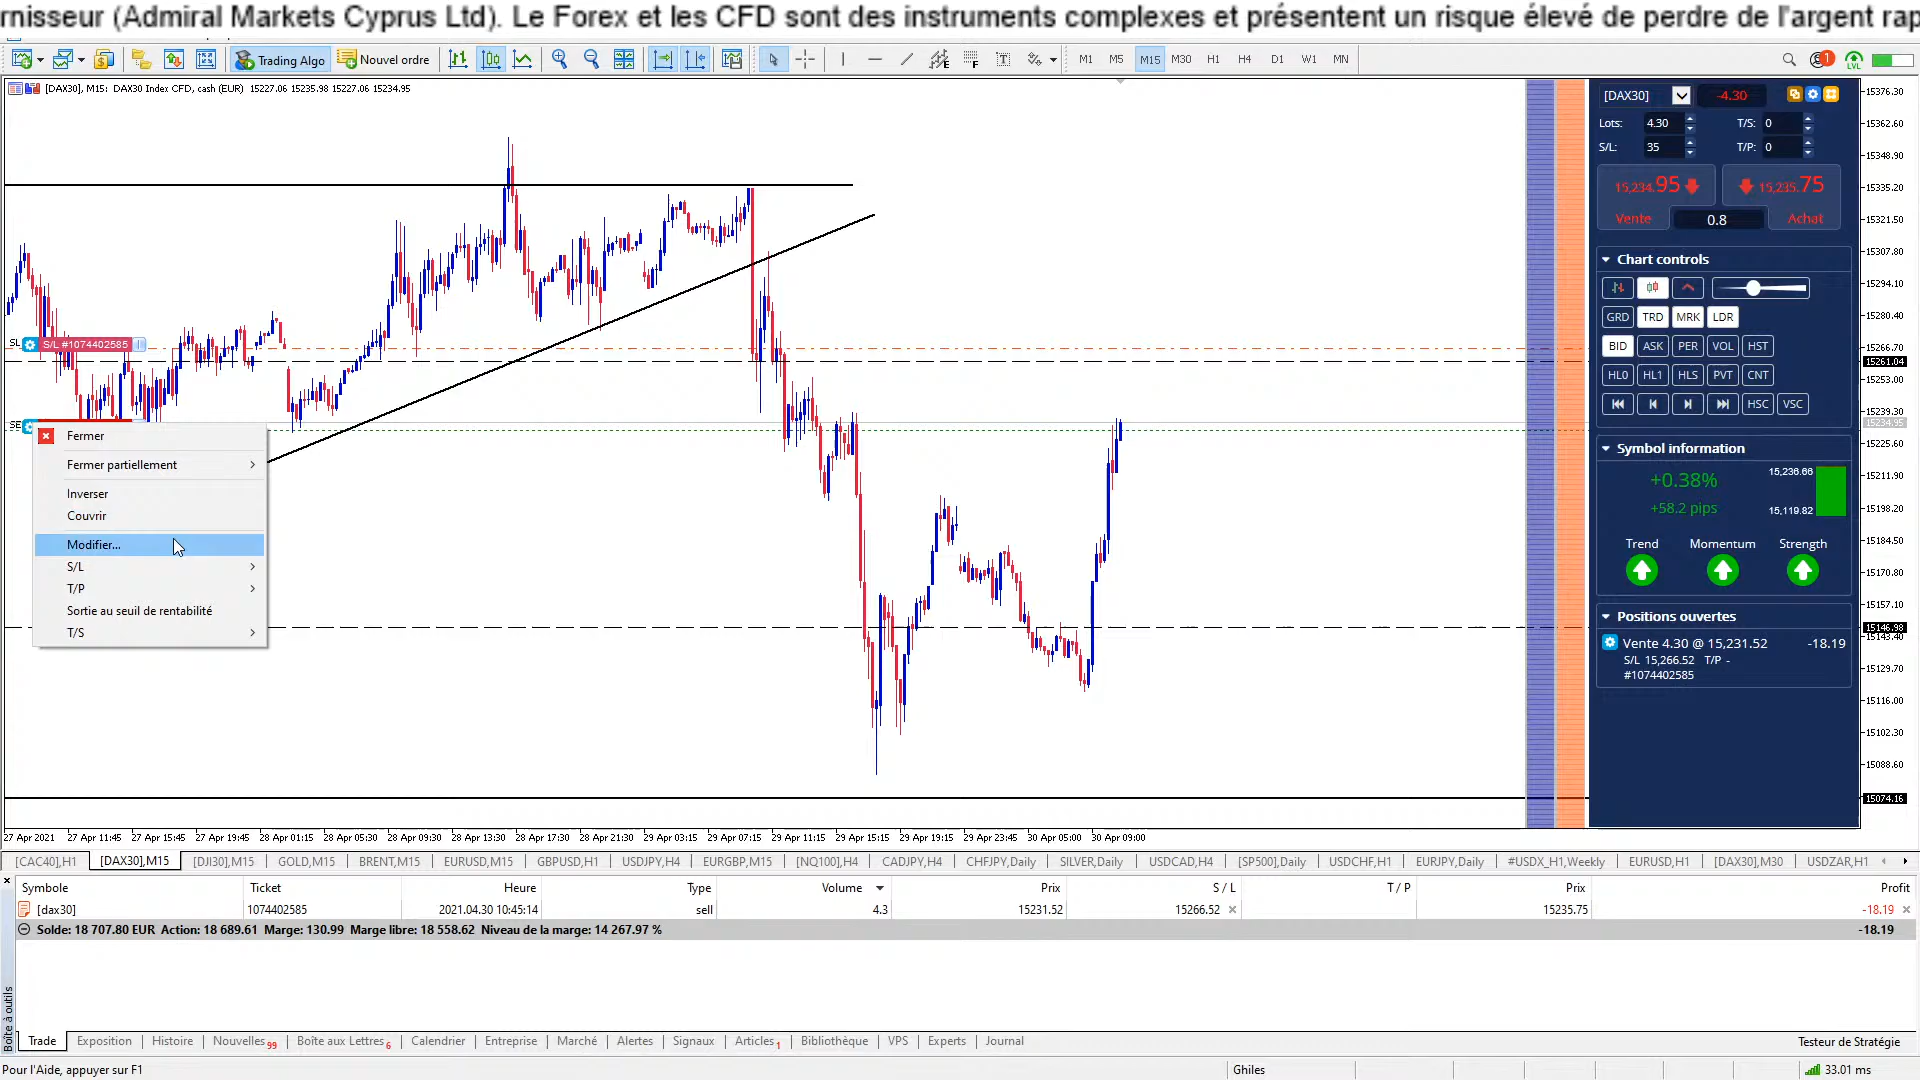 rnisseur (Admiral Markets Cyprus Ltd). Le Forex et les CFD sont des instruments complexes et présentent un risque élevé de perdre de l'argent rap
Trading Algo Nouvel ordre M1 M5 M15 M30 H1 H4 D1 W1 MN 1 LVL
[DAX30], M15: DAX30 Index CFD, cash (EUR) 15227.06 15235.98 15227.06 15234.95
[DAX30] -4.30
Lots: 4.30 T/S: 0
S/L: 35 T/P: 0
15,234.95 15,235.75
Vente 0.8 Achat
Chart controls
GRD TRD MRK LDR
BID ASK PER VOL HST
HL0 HL1 HLS PVT CNT
HSC VSC
Symbol information
+0.38% 15,236.66
+58.2 pips 15,119.82
Trend Momentum Strength
Positions ouvertes
Vente 4.30 @ 15,231.52 -18.19
S/L 15,266.52 T/P -
#1074402585
15376.30
15362.60
15348.90
15335.20
15321.50
15307.80
15294.10
15280.40
15266.70
15261.04
15253.00
15239.30
15234.95
15225.60
15211.90
15198.20
15184.50
15170.80
15157.10
15146.98
15143.40
15129.70
15116.00
15102.30
15088.60
15074.16
SL S/L #1074402585
SE
Fermer
Fermer partiellement
Inverser
Couvrir
Modifier...
S/L
T/P
Sortie au seuil de rentabilité
T/S
27 Apr 2021 27 Apr 11:45 27 Apr 15:45 27 Apr 19:45 28 Apr 01:15 28 Apr 05:30 28 Apr 09:30 28 Apr 13:30 28 Apr 17:30 28 Apr 21:30 29 Apr 03:15 29 Apr 07:15 29 Apr 11:15 29 Apr 15:15 29 Apr 19:15 29 Apr 23:45 30 Apr 05:00 30 Apr 09:00
[CAC40],H1 [DAX30],M15 [DJI30],M15 GOLD,M15 BRENT,M15 EURUSD,M15 GBPUSD,H1 USDJPY,H4 EURGBP,M15 [NQ100],H4 CADJPY,H4 CHFJPY,Daily SILVER,Daily USDCAD,H4 [SP500],Daily USDCHF,H1 EURJPY,Daily #USDX_H1,Weekly EURUSD,H1 [DAX30],M30 USDZAR,H1
Symbole Ticket Heure Type Volume Prix S / L T / P Prix Profit
[dax30] 1074402585 2021.04.30 10:45:14 sell 4.3 15231.52 15266.52 15235.75 -18.19
Solde: 18 707.80 EUR Action: 18 689.61 Marge: 130.99 Marge libre: 18 558.62 Niveau de la marge: 14 267.97 % -18.19
Boîte à outils
Trade Exposition Histoire Nouvelles 99 Boîte aux Lettres 6 Calendrier Entreprise Marché Alertes Signaux Articles 1 Bibliothèque VPS Experts Journal Testeur de Stratégie
Pour l'Aide, appuyer sur F1 Ghiles 33.01 ms